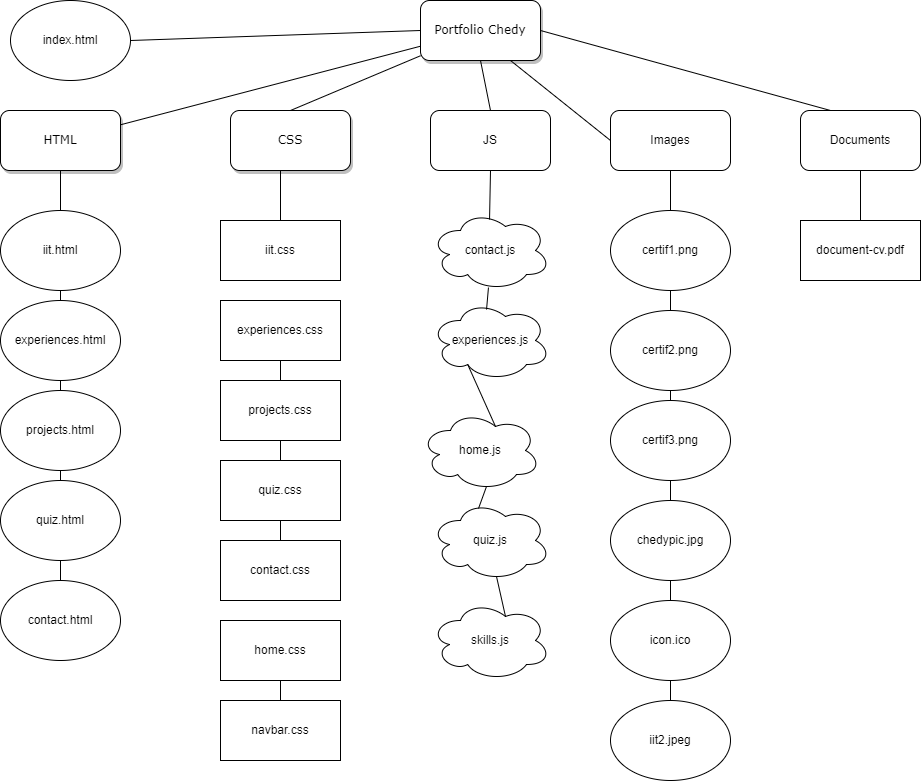 Portfolio Chedy
index.html
HTML
CSS
JS
Images
Documents
iit.html
experiences.html
projects.html
quiz.html
contact.html
iit.css
experiences.css
projects.css
quiz.css
contact.css
home.css
navbar.css
contact.js
experiences.js
home.js
quiz.js
skills.js
certif1.png
certif2.png
certif3.png
chedypic.jpg
icon.ico
iit2.jpeg
document-cv.pdf